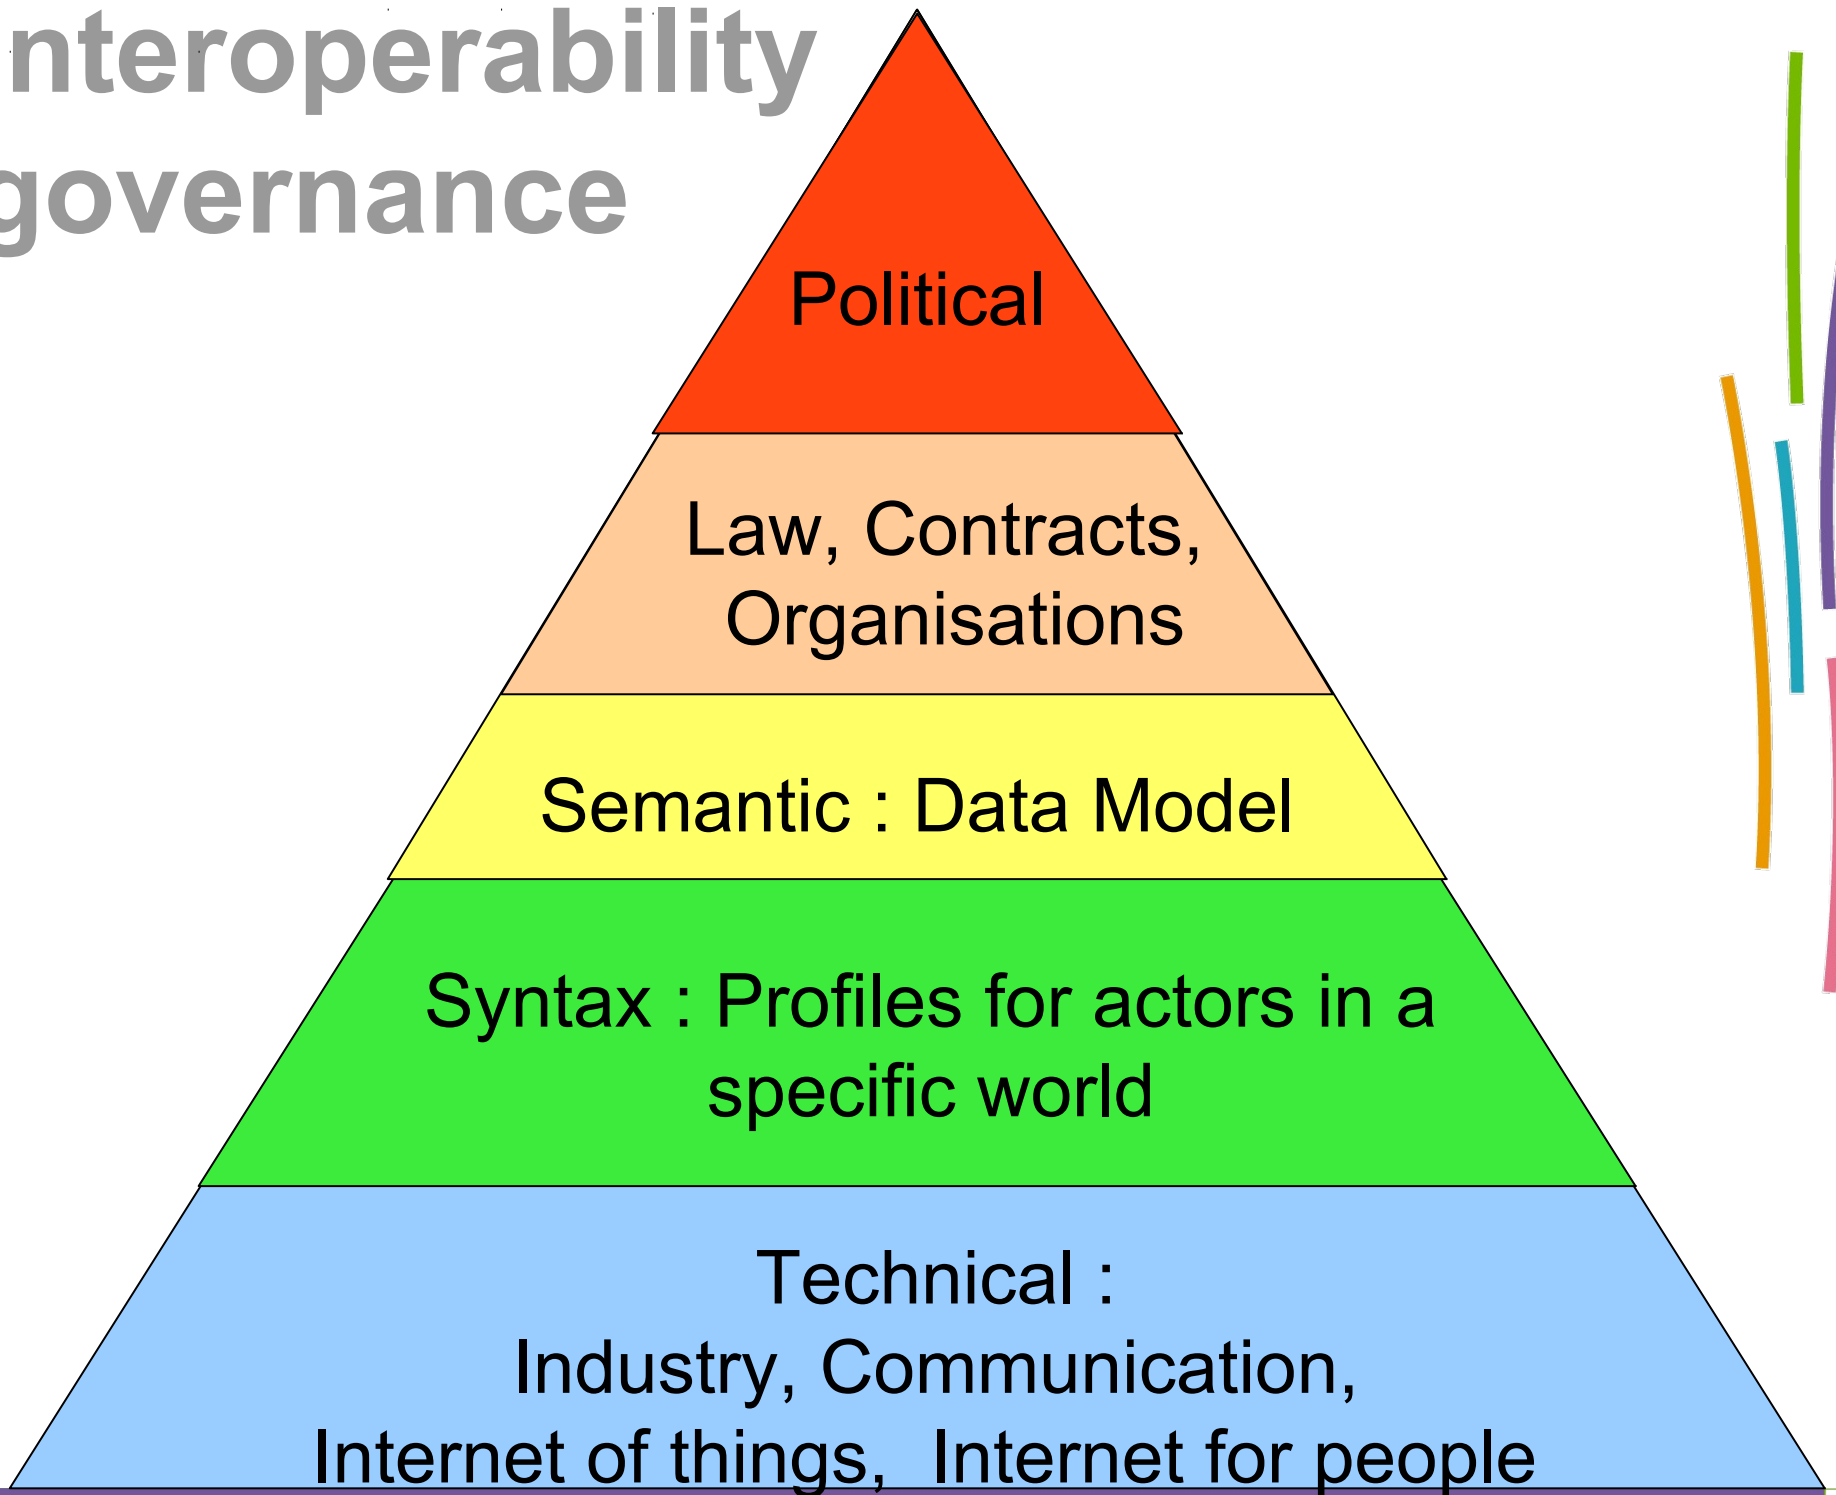 nteroperability
governance
Political
Law, Contracts,
Organisations
Semantic : Data Model
Syntax : Profiles for actors in a
specific world
Technical :
Industry, Communication,
Internet of things, Internet for people